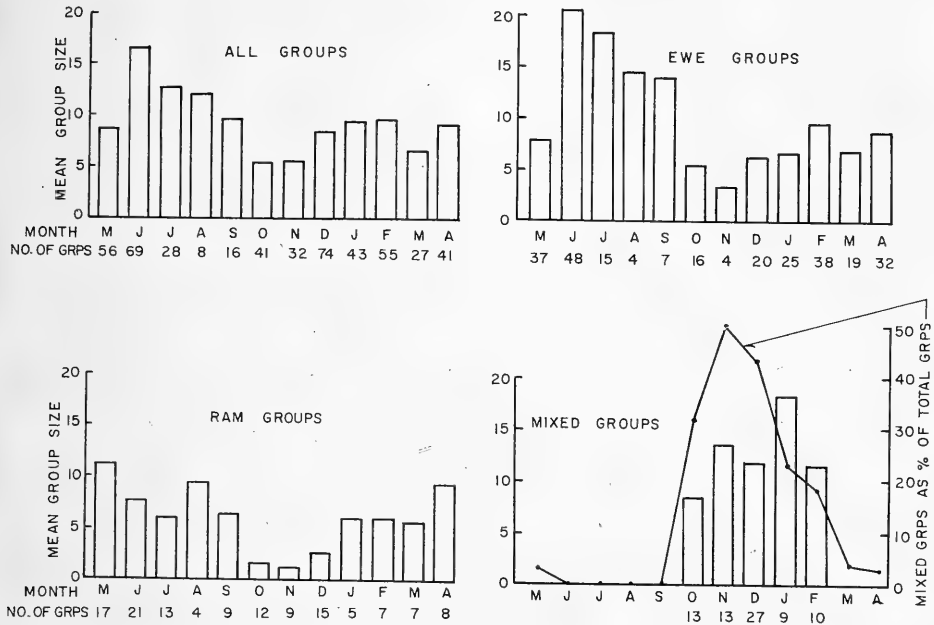 ALL GROUPS
MEAN GROUP SIZE
20
15
10
5
0
MONTH M J J A S O N D J F M A
NO. OF GRPS 56 69 28 8 16 41 32 74 43 55 27 41
EWE GROUPS
20
15
10
5
0
M J J A S O N D J F M A
37 48 15 4 7 16 4 20 25 38 19 32
RAM GROUPS
MEAN GROUP SIZE
20
15
10
5
0
MONTH M J J A S O N D J F M A
NO. OF GRPS 17 21 13 4 9 12 9 15 5 7 7 8
MIXED GROUPS
20
15
10
5
0
50
40
30
20
10
0
MIXED GRPS AS % OF TOTAL GRPS
M J J A S O N D J F M A
13 13 27 9 10